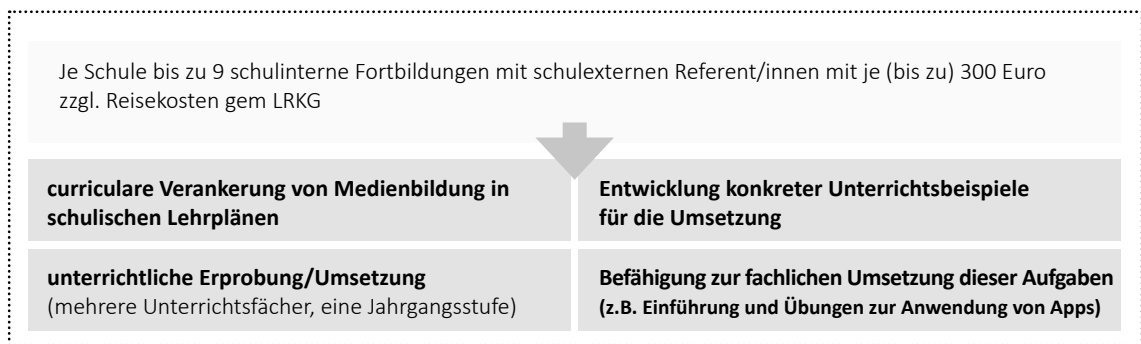 Je Schule bis zu 9 schulinterne Fortbildungen mit schulexternen Referent/innen mit je (bis zu) 300 Euro
zzgl. Reisekosten gem LRKG
curriculare Verankerung von Medienbildung in
schulischen Lehrplänen
Entwicklung konkreter Unterrichtsbeispiele
für die Umsetzung
unterrichtliche Erprobung/Umsetzung
(mehrere Unterrichtsfächer, eine Jahrgangsstufe)
Befähigung zur fachlichen Umsetzung dieser Aufgaben
(z.B. Einführung und Übungen zur Anwendung von Apps)